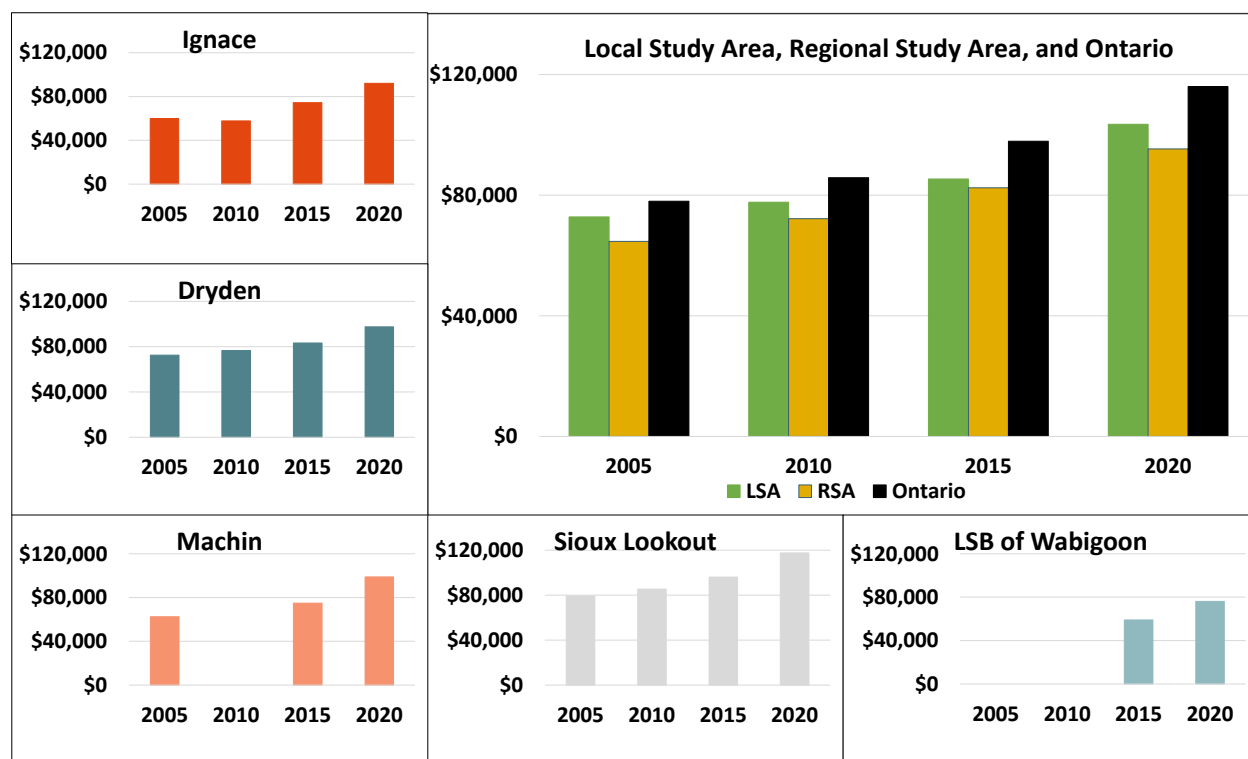 Ignace
$120,000
$80,000
$40,000
$0
2005 2010 2015 2020
Local Study Area, Regional Study Area, and Ontario
$120,000
$80,000
$40,000
$0
2005 2010 2015 2020
LSA RSA Ontario
Dryden
$120,000
$80,000
$40,000
$0
2005 2010 2015 2020
Machin
$120,000
$80,000
$40,000
$0
2005 2010 2015 2020
Sioux Lookout
$120,000
$80,000
$40,000
$0
2005 2010 2015 2020
LSB of Wabigoon
$120,000
$80,000
$40,000
$0
2005 2010 2015 2020